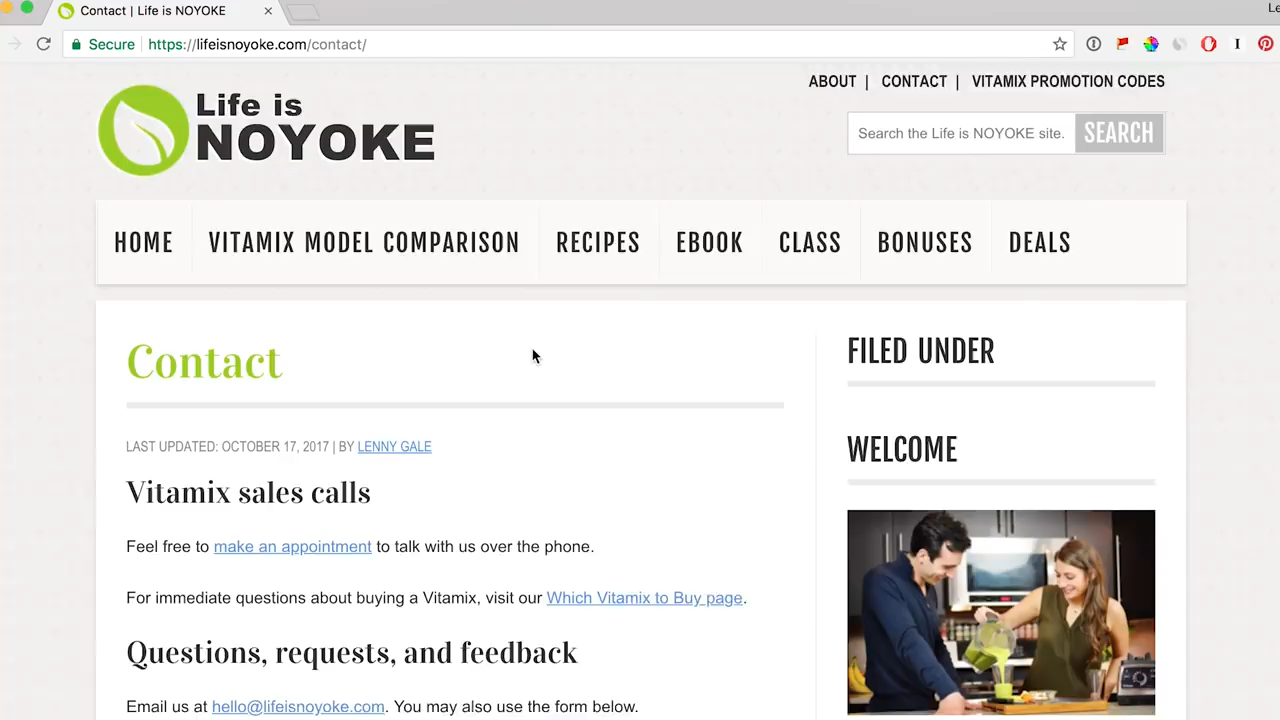 Contact | Life is NOYOKE
Le
Secure
https://lifeisnoyoke.com/contact/
ABOUT | CONTACT | VITAMIX PROMOTION CODES
Life is
NOYOKE
Search the Life is NOYOKE site.
SEARCH
HOME
VITAMIX MODEL COMPARISON
RECIPES
EBOOK
CLASS
BONUSES
DEALS
Contact
LAST UPDATED: OCTOBER 17, 2017 | BY LENNY GALE
Vitamix sales calls
Feel free to make an appointment to talk with us over the phone.
For immediate questions about buying a Vitamix, visit our Which Vitamix to Buy page.
Questions, requests, and feedback
Email us at hello@lifeisnoyoke.com. You may also use the form below.
FILED UNDER
WELCOME